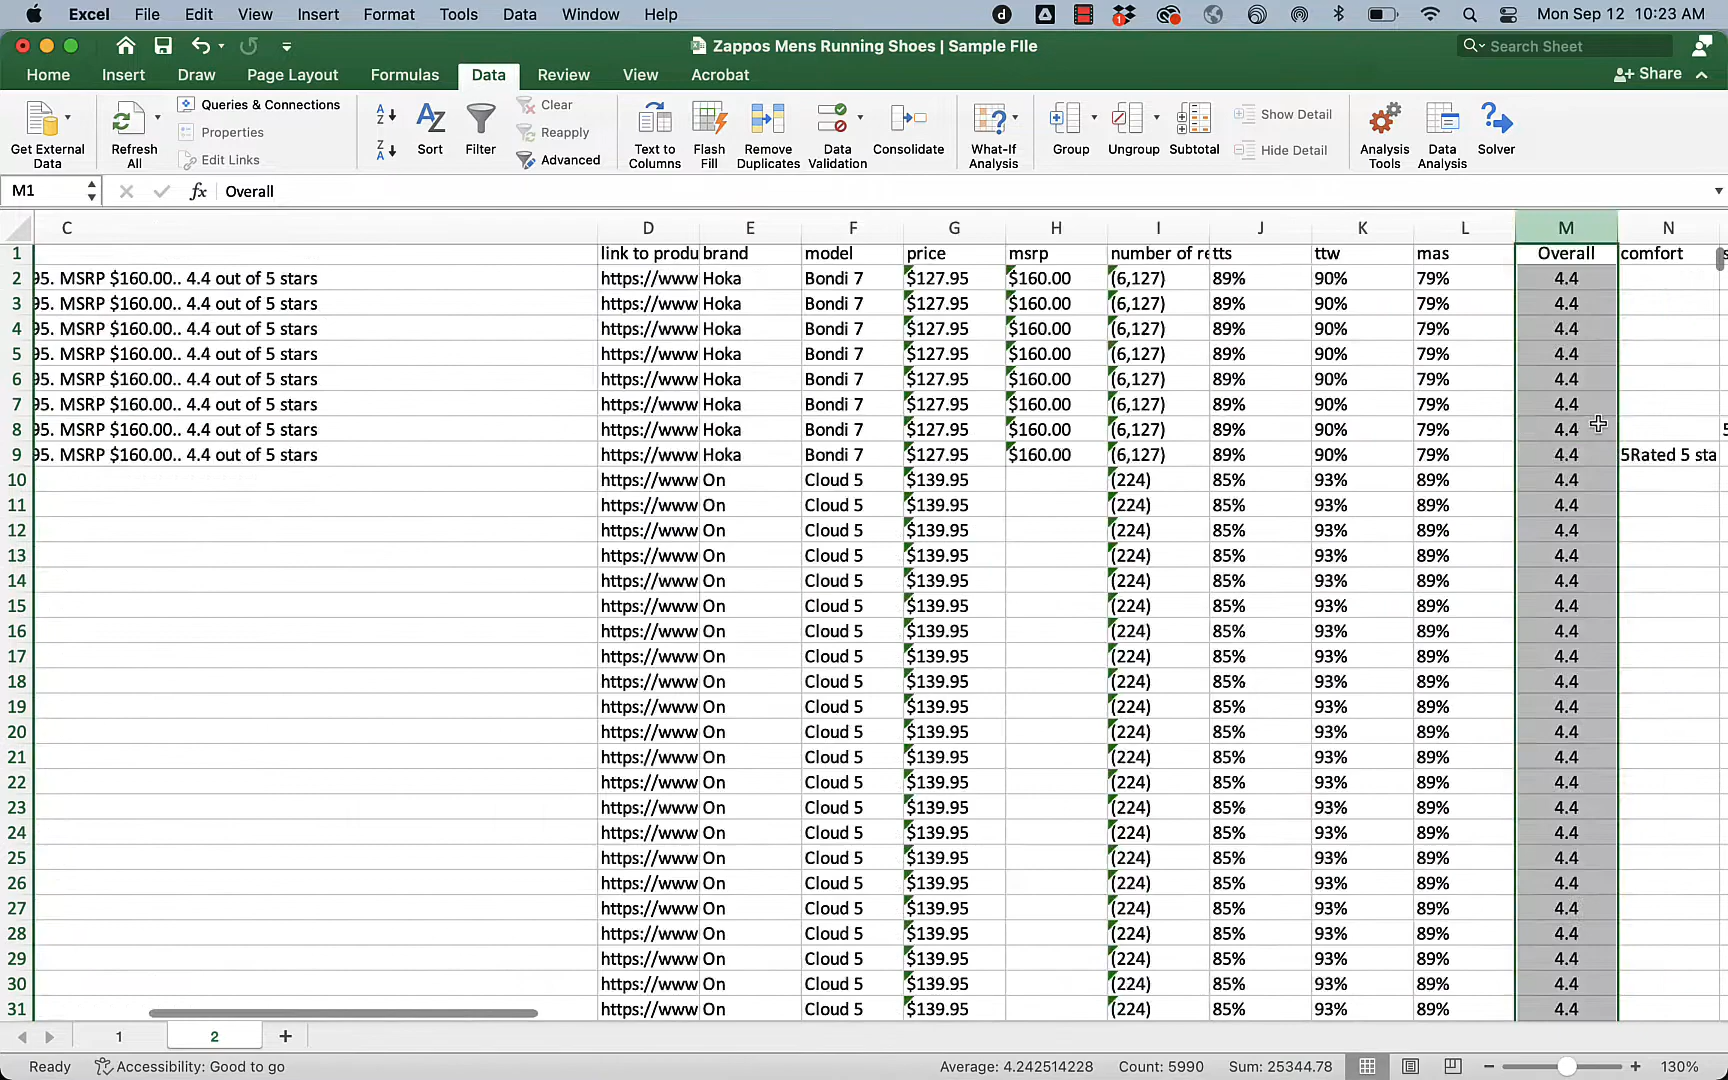 Excel File Edit View Insert Format Tools Data Window Help d 1 Mon Sep 12 10:23 AM
Zappos Mens Running Shoes | Sample FIle Search Sheet
Home Insert Draw Page Layout Formulas Data Review View Acrobat Share
Get External Data
Refresh All
Queries & Connections
Properties
Edit Links
A Z
Z A
Sort
Filter
Clear
Reapply
Advanced
Text to Columns
Flash Fill
Remove Duplicates
Data Validation
Consolidate
What-If Analysis
Group
Ungroup
Subtotal
Show Detail
Hide Detail
Analysis Tools
Data Analysis
Solver
M1 fx Overall
C D E F G H I J K L M N
1 link to produ brand model price msrp number of re tts ttw mas Overall comfort s
2 95. MSRP $160.00.. 4.4 out of 5 stars https://www Hoka Bondi 7 $127.95 $160.00 (6,127) 89% 90% 79% 4.4
3 95. MSRP $160.00.. 4.4 out of 5 stars https://www Hoka Bondi 7 $127.95 $160.00 (6,127) 89% 90% 79% 4.4
4 95. MSRP $160.00.. 4.4 out of 5 stars https://www Hoka Bondi 7 $127.95 $160.00 (6,127) 89% 90% 79% 4.4
5 95. MSRP $160.00.. 4.4 out of 5 stars https://www Hoka Bondi 7 $127.95 $160.00 (6,127) 89% 90% 79% 4.4
6 95. MSRP $160.00.. 4.4 out of 5 stars https://www Hoka Bondi 7 $127.95 $160.00 (6,127) 89% 90% 79% 4.4
7 95. MSRP $160.00.. 4.4 out of 5 stars https://www Hoka Bondi 7 $127.95 $160.00 (6,127) 89% 90% 79% 4.4
8 95. MSRP $160.00.. 4.4 out of 5 stars https://www Hoka Bondi 7 $127.95 $160.00 (6,127) 89% 90% 79% 4.4 5
9 95. MSRP $160.00.. 4.4 out of 5 stars https://www Hoka Bondi 7 $127.95 $160.00 (6,127) 89% 90% 79% 4.4 5Rated 5 sta
10 https://www On Cloud 5 $139.95 (224) 85% 93% 89% 4.4
11 https://www On Cloud 5 $139.95 (224) 85% 93% 89% 4.4
12 https://www On Cloud 5 $139.95 (224) 85% 93% 89% 4.4
13 https://www On Cloud 5 $139.95 (224) 85% 93% 89% 4.4
14 https://www On Cloud 5 $139.95 (224) 85% 93% 89% 4.4
15 https://www On Cloud 5 $139.95 (224) 85% 93% 89% 4.4
16 https://www On Cloud 5 $139.95 (224) 85% 93% 89% 4.4
17 https://www On Cloud 5 $139.95 (224) 85% 93% 89% 4.4
18 https://www On Cloud 5 $139.95 (224) 85% 93% 89% 4.4
19 https://www On Cloud 5 $139.95 (224) 85% 93% 89% 4.4
20 https://www On Cloud 5 $139.95 (224) 85% 93% 89% 4.4
21 https://www On Cloud 5 $139.95 (224) 85% 93% 89% 4.4
22 https://www On Cloud 5 $139.95 (224) 85% 93% 89% 4.4
23 https://www On Cloud 5 $139.95 (224) 85% 93% 89% 4.4
24 https://www On Cloud 5 $139.95 (224) 85% 93% 89% 4.4
25 https://www On Cloud 5 $139.95 (224) 85% 93% 89% 4.4
26 https://www On Cloud 5 $139.95 (224) 85% 93% 89% 4.4
27 https://www On Cloud 5 $139.95 (224) 85% 93% 89% 4.4
28 https://www On Cloud 5 $139.95 (224) 85% 93% 89% 4.4
29 https://www On Cloud 5 $139.95 (224) 85% 93% 89% 4.4
30 https://www On Cloud 5 $139.95 (224) 85% 93% 89% 4.4
31 https://www On Cloud 5 $139.95 (224) 85% 93% 89% 4.4
1 2
Ready Accessibility: Good to go Average: 4.242514228 Count: 5990 Sum: 25344.78 130%